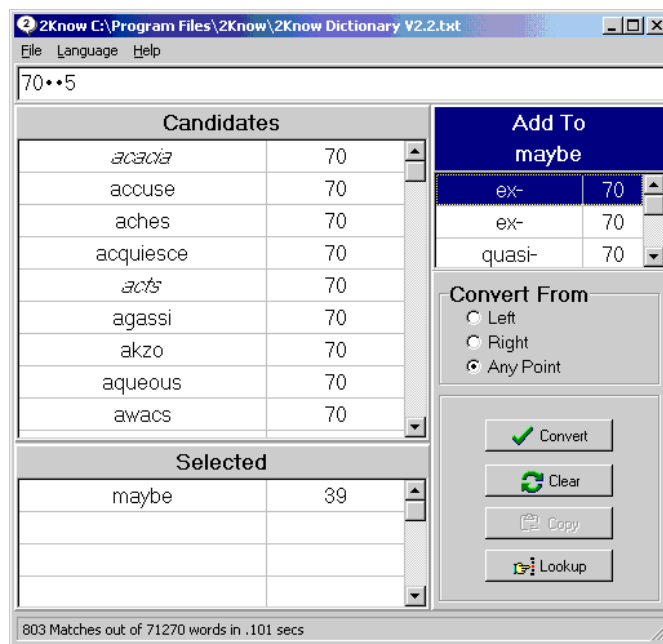 2Know C:\Program Files\2Know\2Know Dictionary V2.2.txt
File Language Help
70••5
Candidates
acacia 70
accuse 70
aches 70
acquiesce 70
acts 70
agassi 70
akzo 70
aqueous 70
awacs 70
Selected
maybe 39
Add To
maybe
ex- 70
ex- 70
quasi- 70
Convert From
Left
Right
Any Point
Convert
Clear
Copy
Lookup
803 Matches out of 71270 words in .101 secs